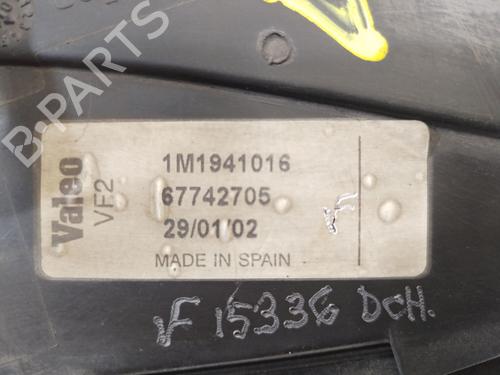 B-PARTS
Valeo
VF2
1M1941016
67742705
29/01/02
MADE IN SPAIN
VF 15336 DCH.